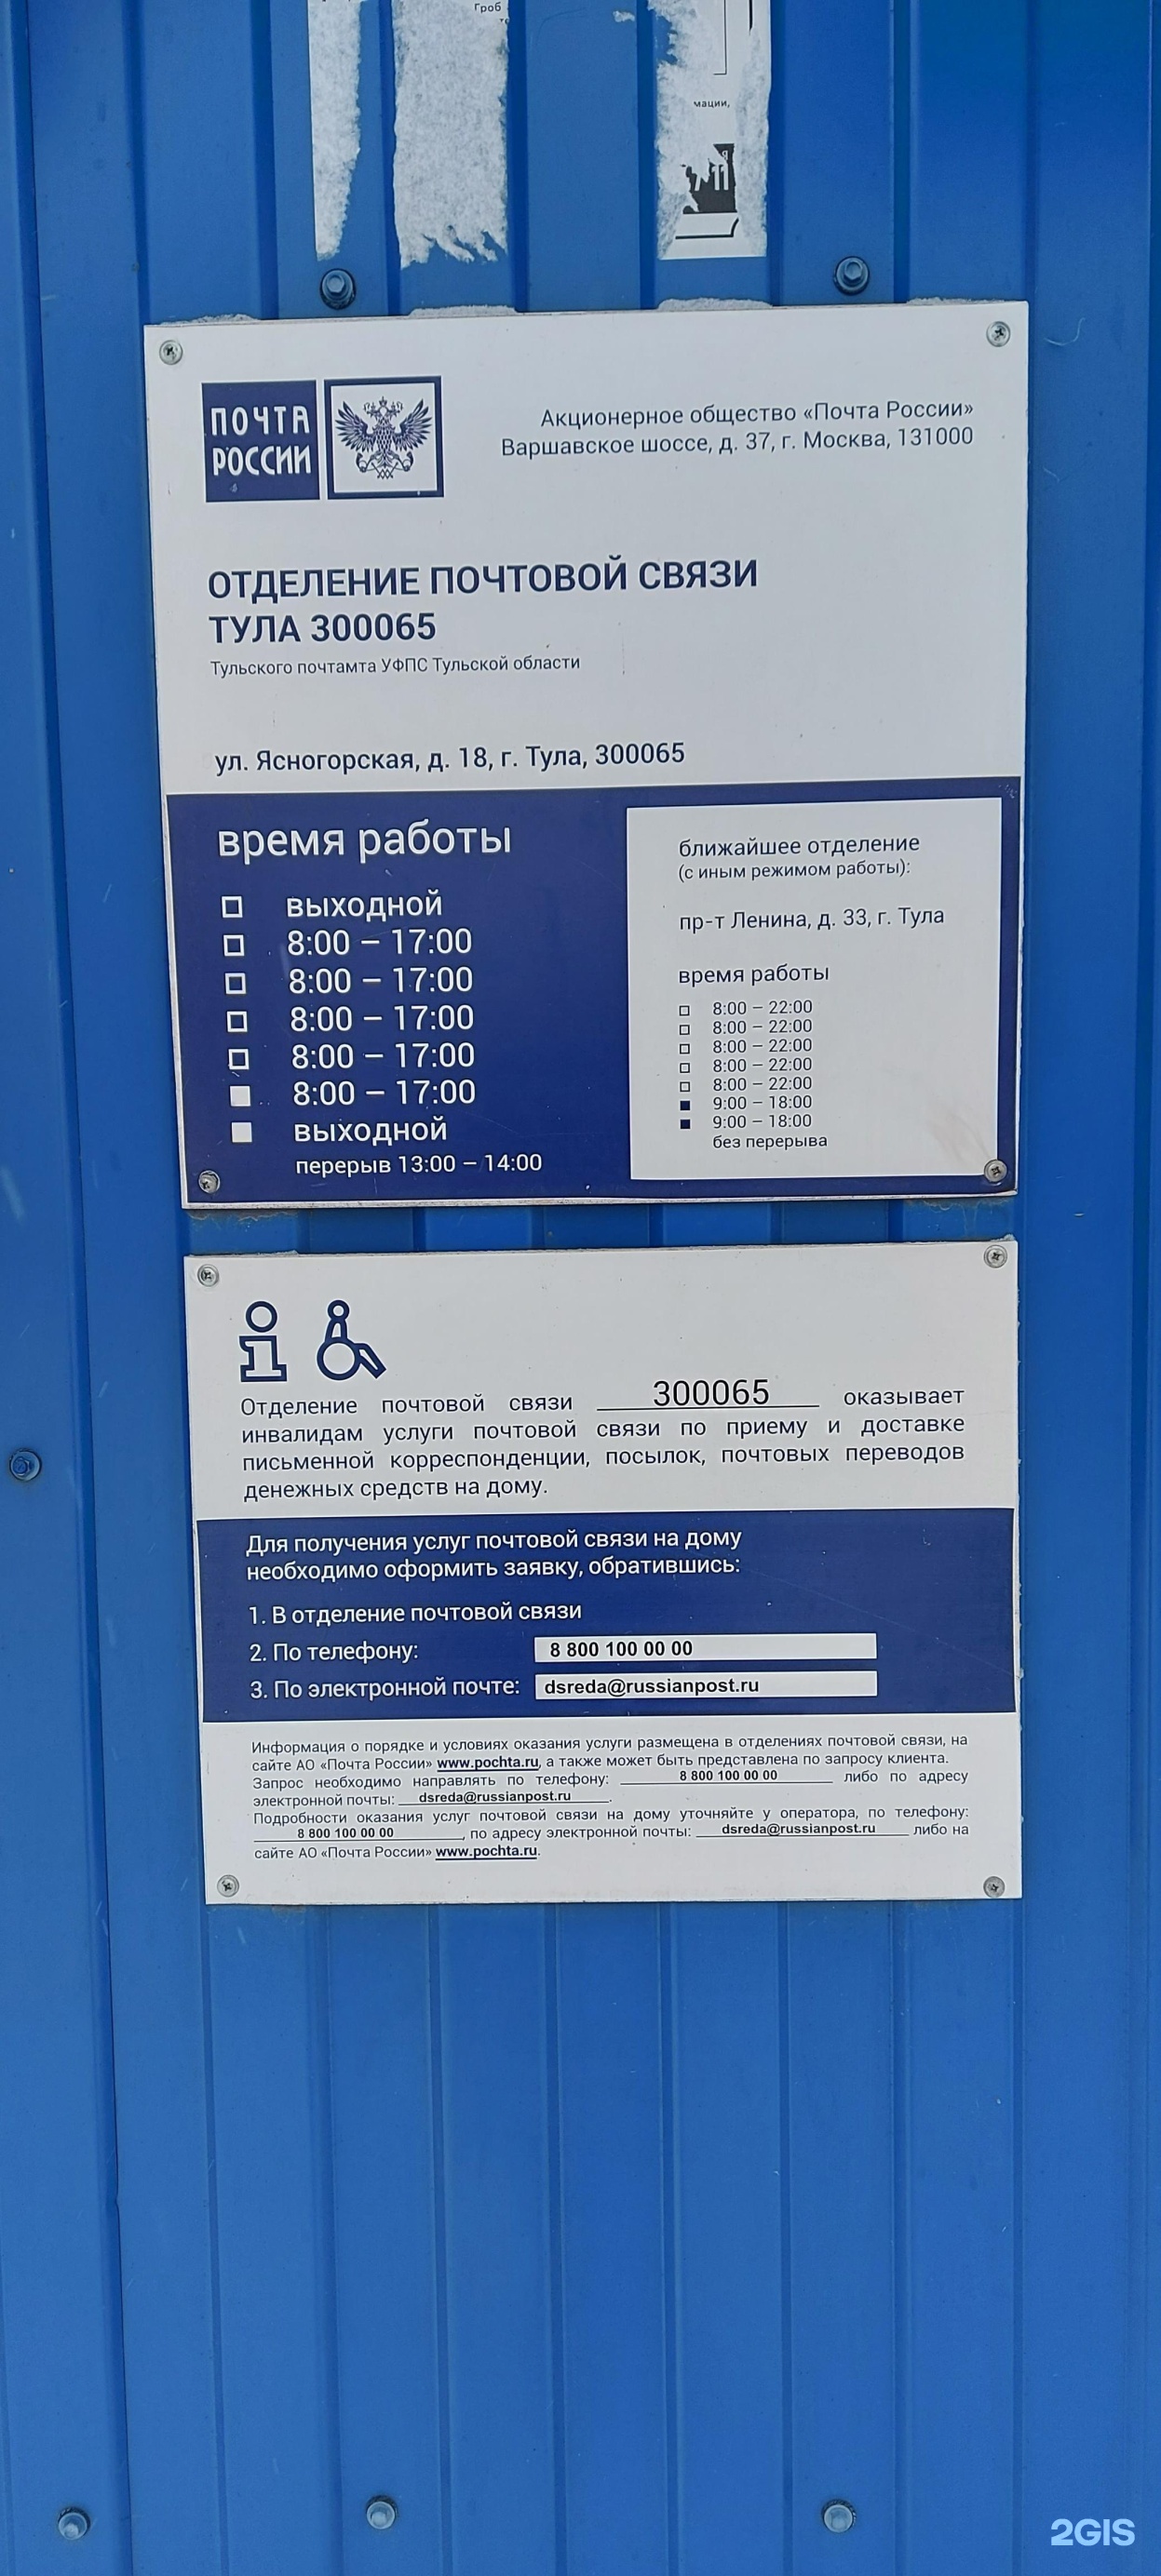 Гроб
мации,
ПОЧТА
РОССИИ
Акционерное общество «Почта России»
Варшавское шоссе, д. 37, г. Москва, 131000
ОТДЕЛЕНИЕ ПОЧТОВОЙ СВЯЗИ
ТУЛА 300065
Тульского почтамта УФПС Тульской области
ул. Ясногорская, д. 18, г. Тула, 300065
время работы
выходной
8:00 – 17:00
8:00 – 17:00
8:00 – 17:00
8:00 – 17:00
8:00 – 17:00
выходной
перерыв 13:00 – 14:00
ближайшее отделение
(с иным режимом работы):
пр-т Ленина, д. 33, г. Тула
время работы
8:00 – 22:00
8:00 – 22:00
8:00 – 22:00
8:00 – 22:00
8:00 – 22:00
9:00 – 18:00
9:00 – 18:00
без перерыва
Отделение почтовой связи 300065 оказывает
инвалидам услуги почтовой связи по приему и доставке
письменной корреспонденции, посылок, почтовых переводов
денежных средств на дому.
Для получения услуг почтовой связи на дому
необходимо оформить заявку, обратившись:
1. В отделение почтовой связи
2. По телефону: 8 800 100 00 00
3. По электронной почте: dsreda@russianpost.ru
Информация о порядке и условиях оказания услуги размещена в отделениях почтовой связи, на
сайте АО «Почта России» www.pochta.ru, а также может быть представлена по запросу клиента.
Запрос необходимо направлять по телефону: 8 800 100 00 00 либо по адресу
электронной почты: dsreda@russianpost.ru.
Подробности оказания услуг почтовой связи на дому уточняйте у оператора, по телефону:
8 800 100 00 00, по адресу электронной почты: dsreda@russianpost.ru либо на
сайте АО «Почта России» www.pochta.ru.
2GIS